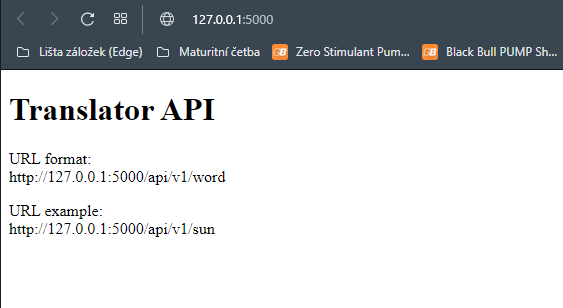 127.0.0.1:5000
Lišta záložek (Edge) Maturitní četba Zero Stimulant Pum... Black Bull PUMP Sh...
Translator API
URL format:
http://127.0.0.1:5000/api/v1/word
URL example:
http://127.0.0.1:5000/api/v1/sun